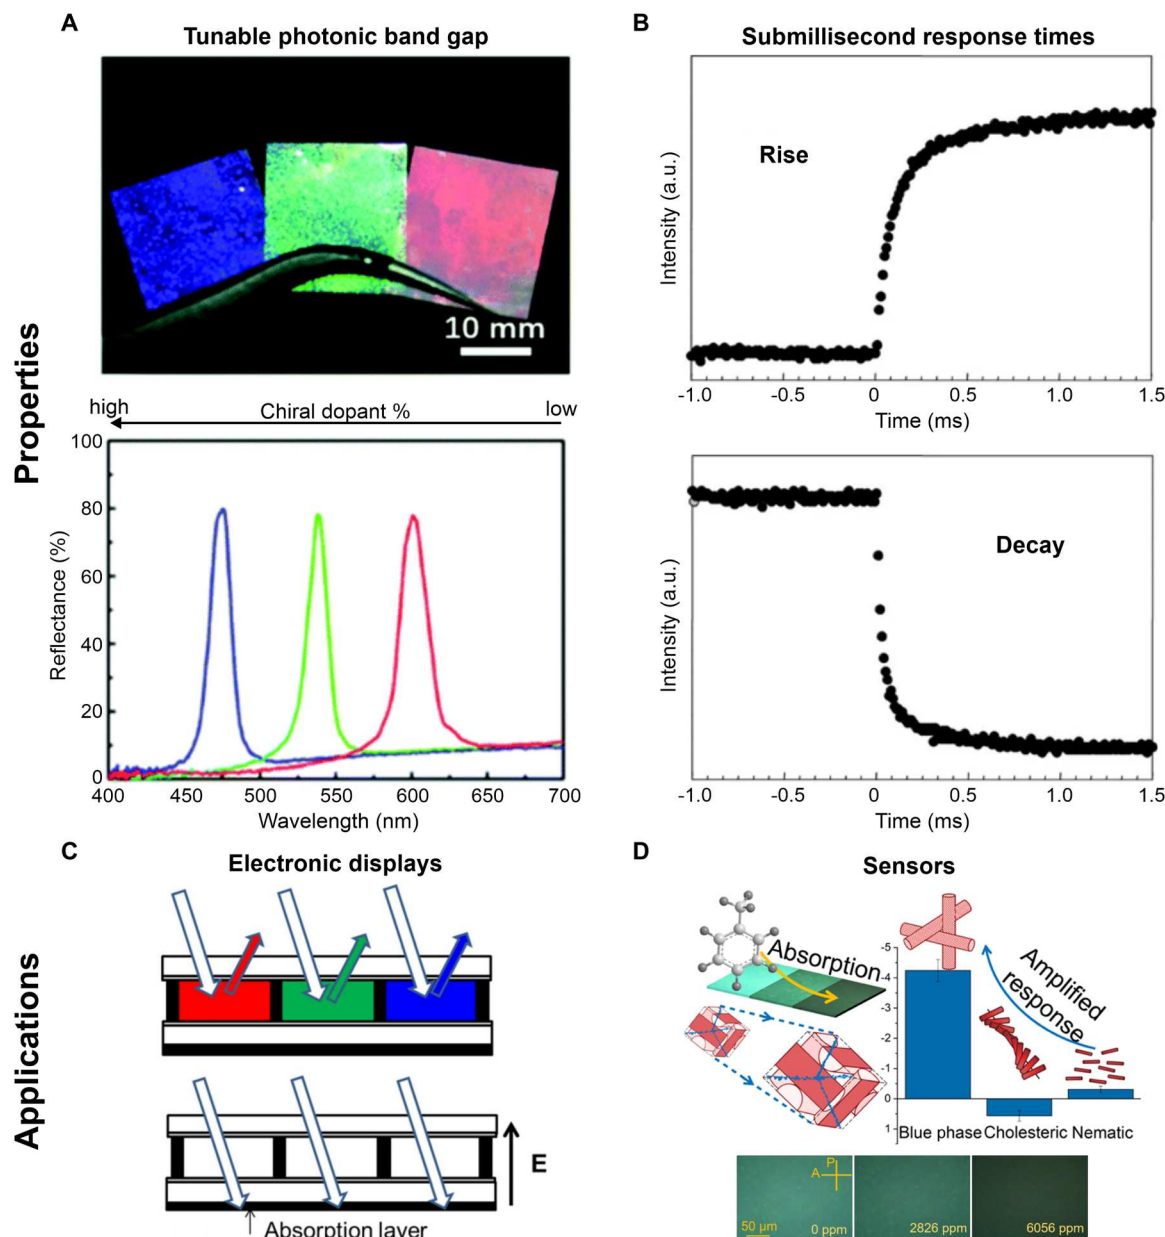 A
Tunable photonic band gap
10 mm
high
Chiral dopant %
low
100
80
60
40
20
0
Reflectance (%)
400 450 500 550 600 650 700
Wavelength (nm)
B
Submillisecond response times
Rise
Intensity (a.u.)
-1.0 -0.5 0 0.5 1.0 1.5
Time (ms)
Decay
Intensity (a.u.)
-1.0 -0.5 0 0.5 1.0 1.5
Time (ms)
Properties
C
Electronic displays
E
Absorption layer
D
Sensors
Absorption
Amplified
response
-5
-4
-3
-2
-1
0
1
Blue phase Cholesteric Nematic
P
A
50 µm
0 ppm
2826 ppm
6056 ppm
Applications